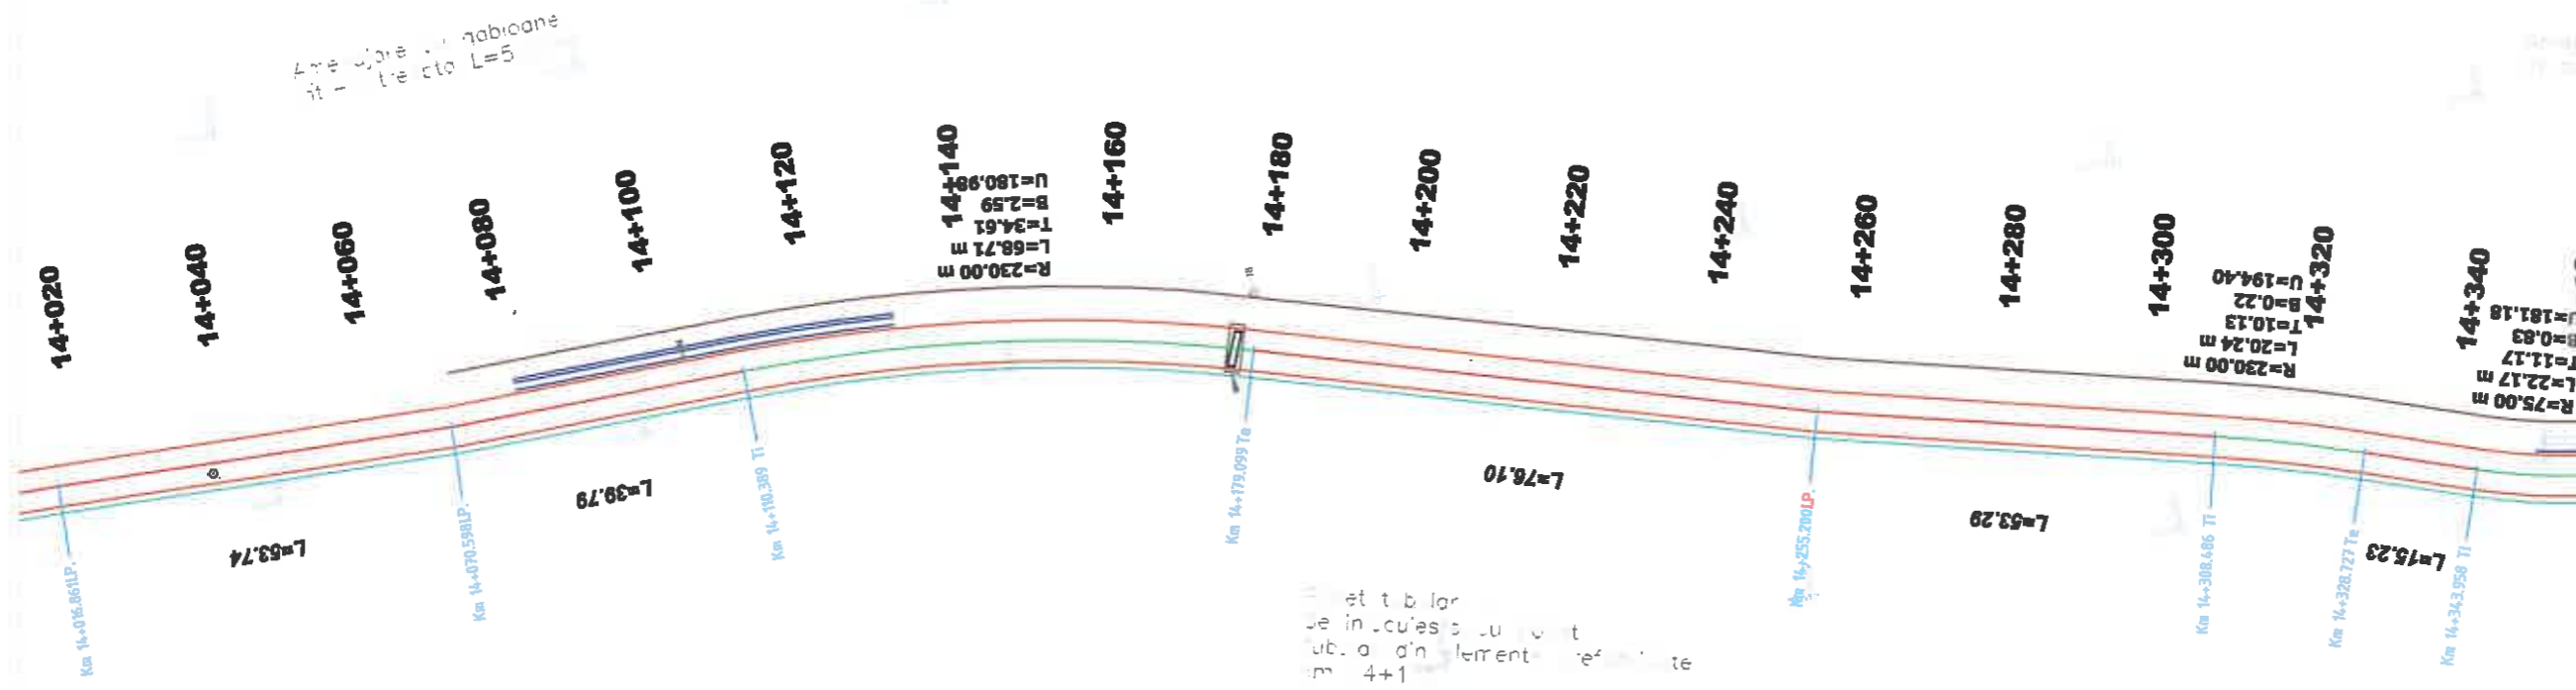 gabioane
L=5
14+020
14+040
14+060
14+080
14+100
14+120
14+140
14+160
14+180
14+200
14+220
14+240
14+260
14+280
14+300
14+320
14+340
R=230.00 m
L=68.71 m
T=34.61
B=2.59
U=180.98
R=230.00 m
L=20.24 m
T=10.13
B=0.22
U=194.40
R=75.00 m
L=22.17 m
T=11.17
B=0.83
U=181.18
L=53.74
L=39.79
L=76.10
L=53.29
L=15.23
Km 14+016.861LP.
Km 14+070.598LP.
Km 14+110.389 Ti
Km 14+179.099 Te
Km 14+255.200LP.
Km 14+308.486 Ti
Km 14+328.727 Te
Km 14+343.958 Ti